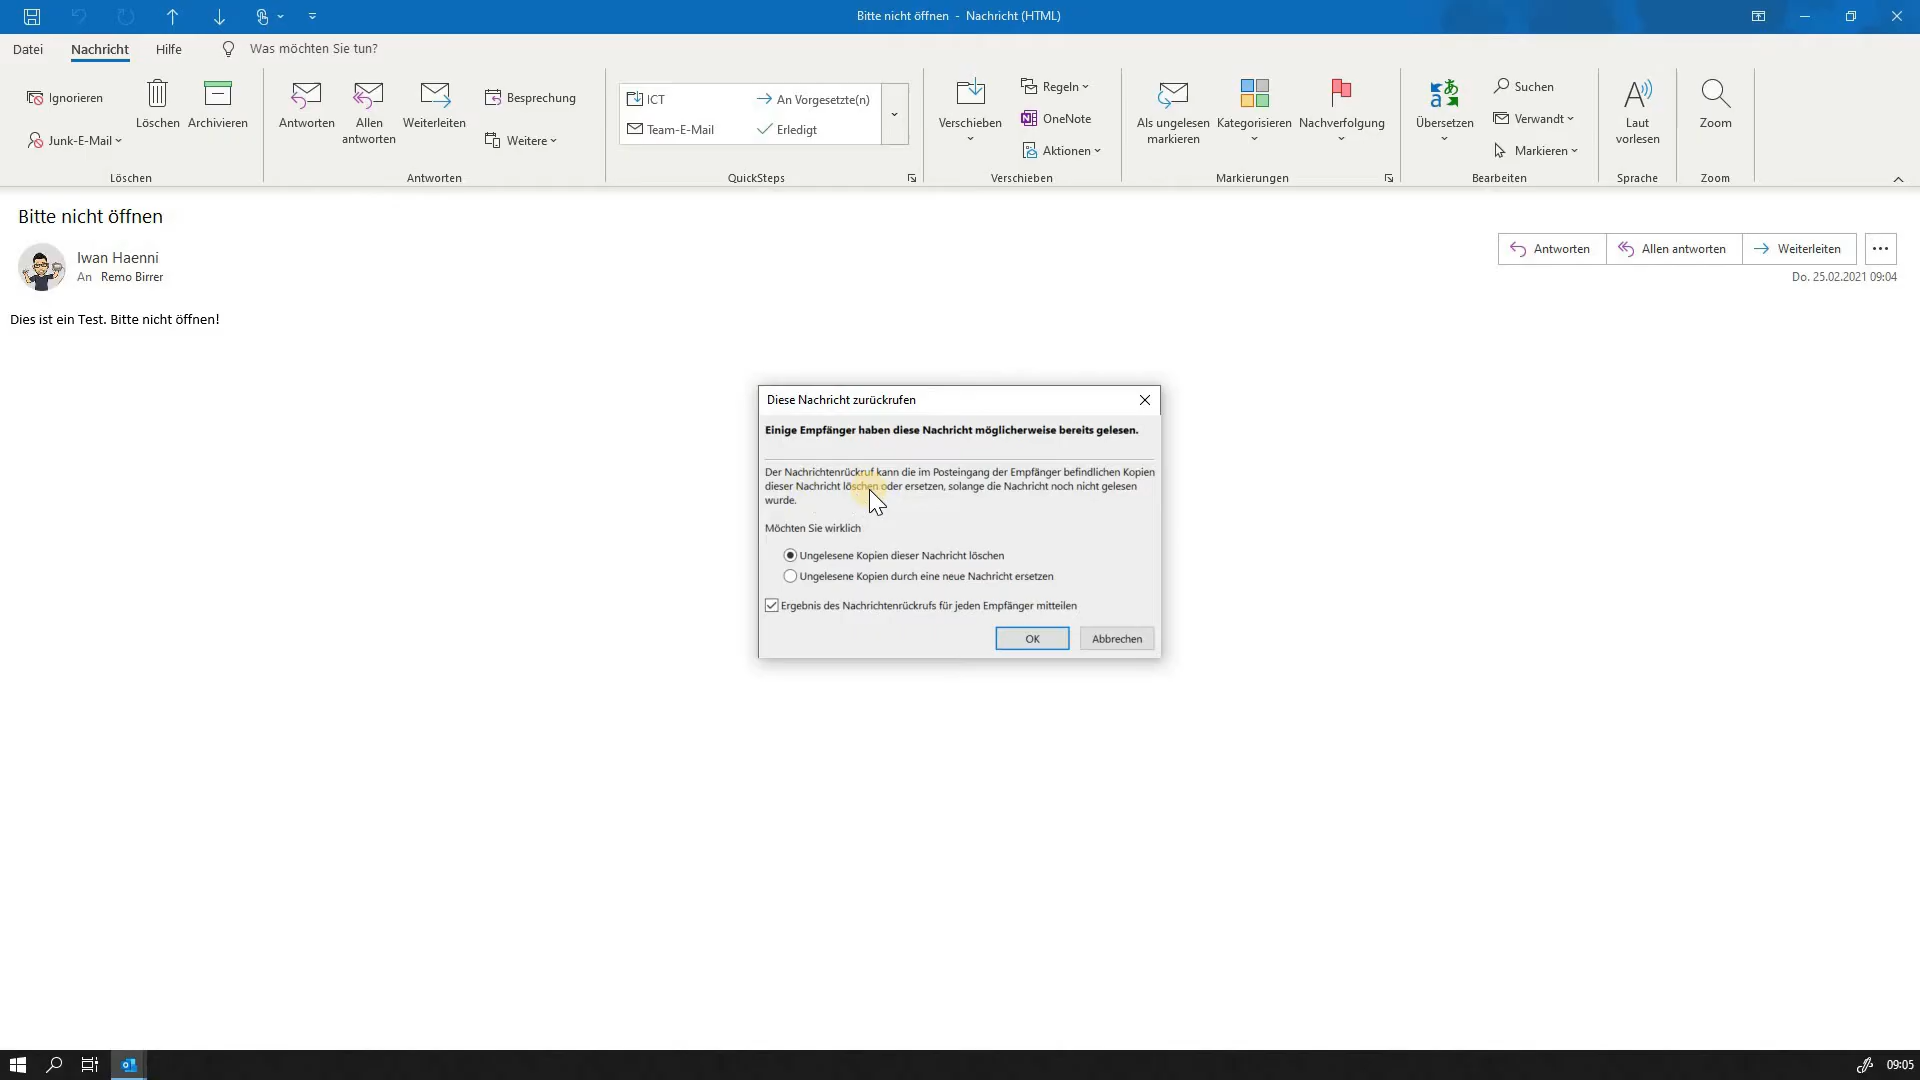 Bitte nicht öffnen - Nachricht (HTML)
Datei Nachricht Hilfe Was möchten Sie tun?
Ignorieren
Junk-E-Mail
Löschen
Archivieren
Löschen
Antworten
Allen
antworten
Weiterleiten
Besprechung
Weitere
Antworten
ICT
An Vorgesetzte(n)
Team-E-Mail
Erledigt
QuickSteps
Verschieben
Regeln
OneNote
Aktionen
Verschieben
Als ungelesen
markieren
Kategorisieren
Nachverfolgung
Markierungen
Übersetzen
Suchen
Verwandt
Markieren
Bearbeiten
Laut
vorlesen
Sprache
Zoom
Zoom
Bitte nicht öffnen
Iwan Haenni
An Remo Birrer
Antworten
Allen antworten
Weiterleiten
Do. 25.02.2021 09:04
Dies ist ein Test. Bitte nicht öffnen!
Diese Nachricht zurückrufen
Einige Empfänger haben diese Nachricht möglicherweise bereits gelesen.
Der Nachrichtenrückruf kann die im Posteingang der Empfänger befindlichen Kopien
dieser Nachricht löschen oder ersetzen, solange die Nachricht noch nicht gelesen
wurde.
Möchten Sie wirklich
Ungelesene Kopien dieser Nachricht löschen
Ungelesene Kopien durch eine neue Nachricht ersetzen
Ergebnis des Nachrichtenrückrufs für jeden Empfänger mitteilen
OK
Abbrechen
09:05